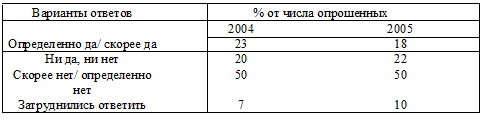 Варианты ответов % от числа опрошенных
2004 2005
Определенно да/ скорее да 23 18
Ни да, ни нет 20 22
Скорее нет/ определенно 50 50
нет
Затруднились ответить 7 10